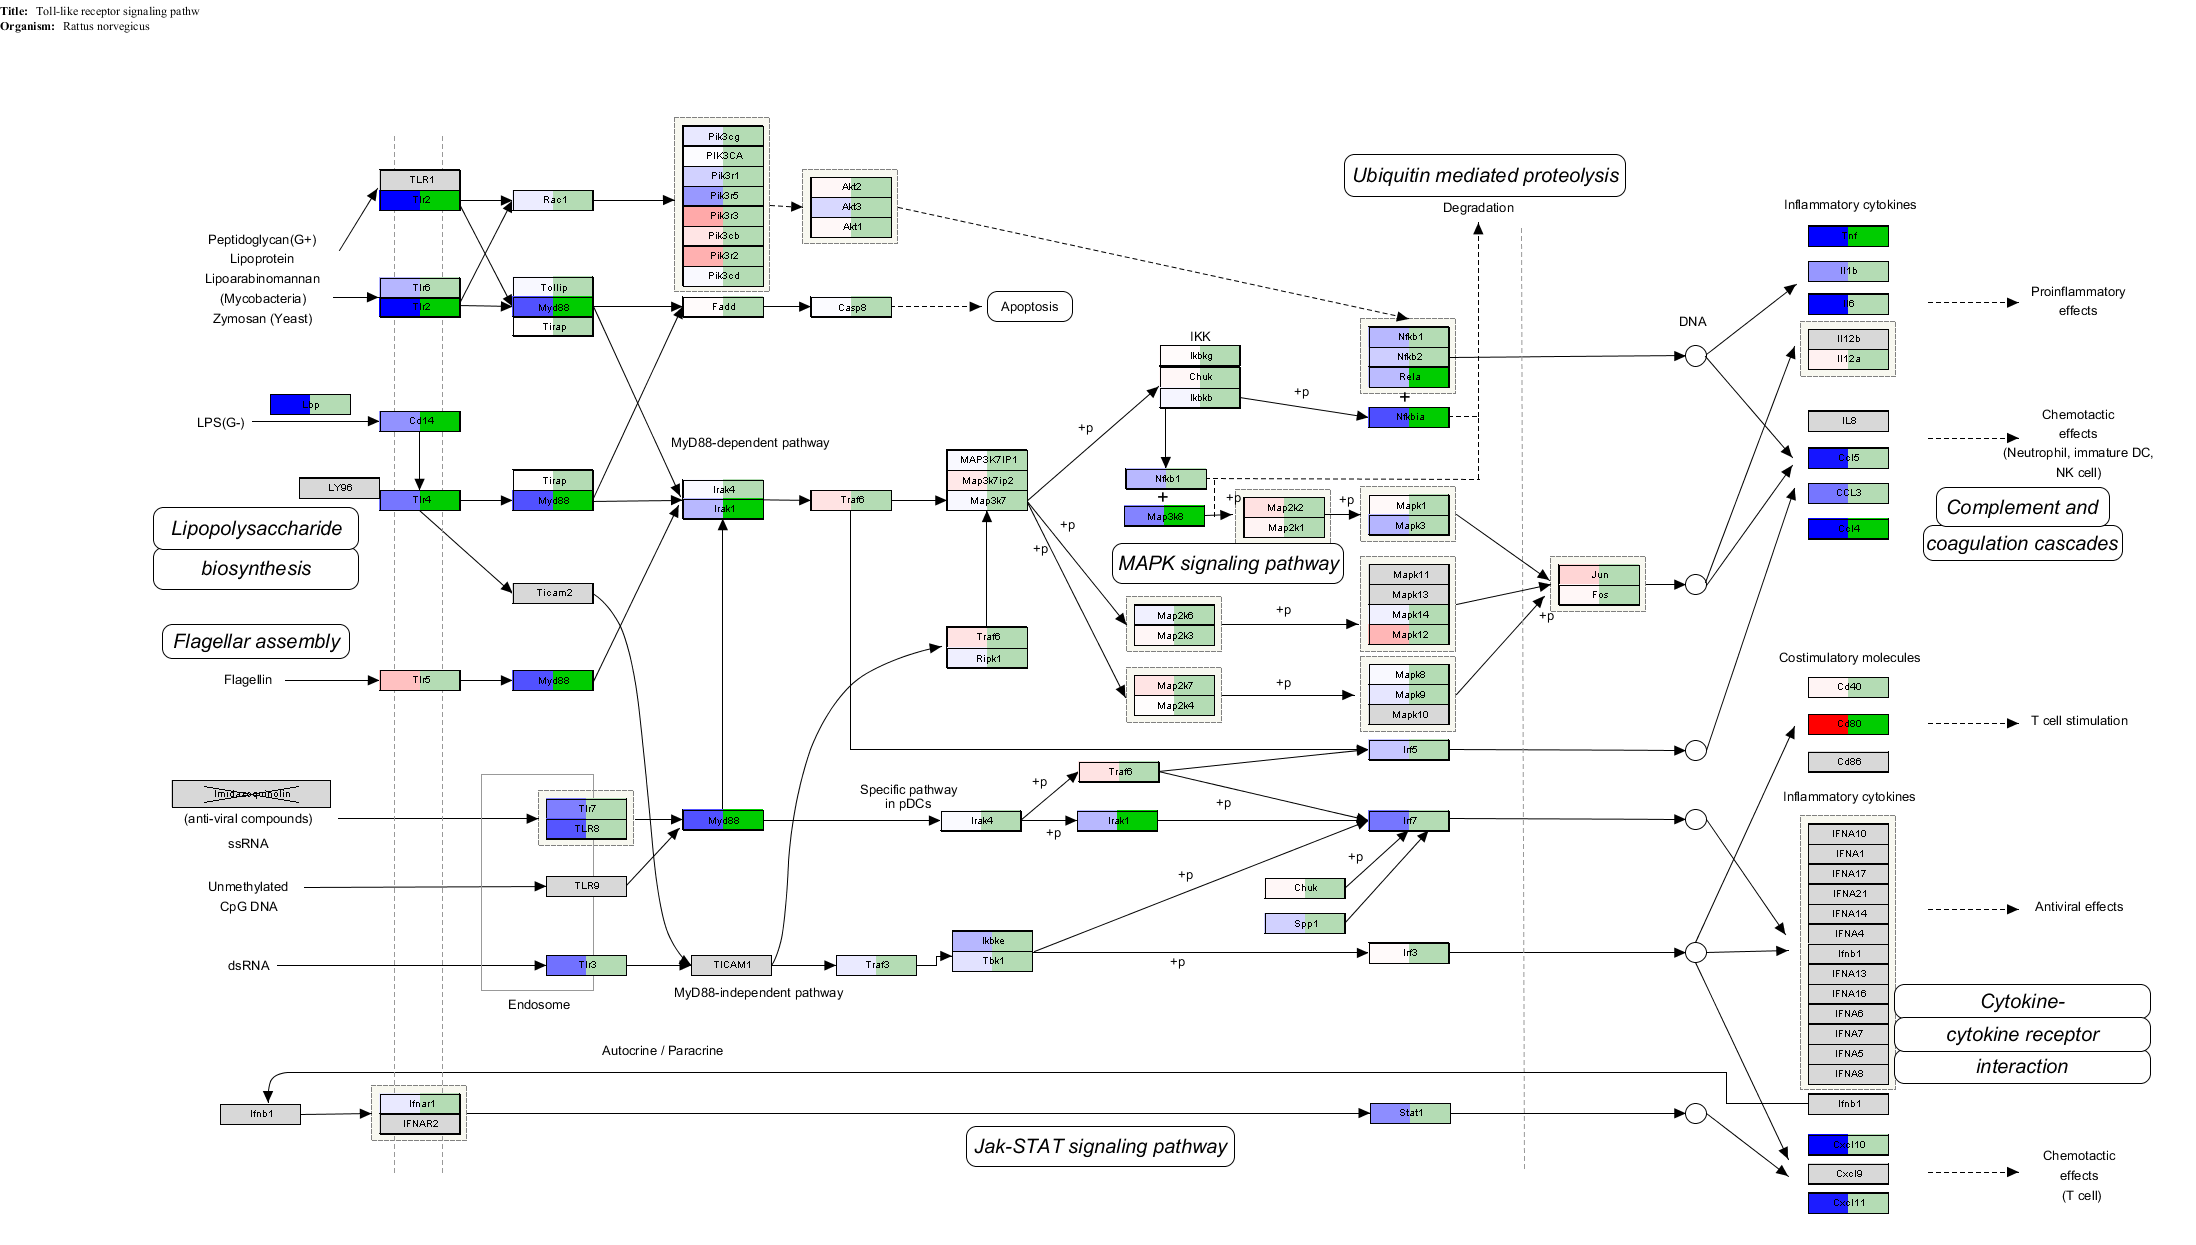 Title: Toll-like receptor signaling pathw
Organism: Rattus norvegicus
Pik3cg
PIK3CA
Pik3r1
Pik3r5
Pik3r3
Pik3cb
Pik3r2
Pik3cd
Akt2
Akt3
Akt1
Ubiquitin mediated proteolysis
Degradation
TLR1
Tlr2
Rac1
Peptidoglycan(G+)
Lipoprotein
Lipoarabinomannan
(Mycobacteria)
Zymosan (Yeast)
Tlr6
Tollip
Myd88
Tirap
Fadd
Casp8
Apoptosis
Inflammatory cytokines
Tnf
Il1b
Il12b
Il12a
Proinflammatory
effects
DNA
IKK
Ikbkg
Chuk
Ikbkb
+p
Nfkb1
Nfkb2
Rela
+
Nfkbia
LPS(G-)
Cd14
LY96
Tlr4
Tirap
Myd88
MyD88-dependent pathway
Irak4
Irak1
Traf6
MAP3K7IP1
Map3k7ip2
Map3k7
+p
+p
+p
Nfkb1
+
Map3k8
+p
Map2k2
Map2k1
+p
Mapk1
Mapk3
MAPK signaling pathway
IL8
Ccl5
CCL3
Ccl4
Chemotactic
effects
(Neutrophil, immature DC,
NK cell)
Complement and
coagulation cascades
Lipopolysaccharide
biosynthesis
Ticam2
Flagellar assembly
Flagellin
Tlr5
Myd88
Traf6
Ripk1
Map2k6
Map2k3
+p
Mapk11
Mapk13
Mapk14
Mapk12
Jun
Fos
+p
Map2k7
Map2k4
+p
Mapk8
Mapk9
Mapk10
Costimulatory molecules
Cd40
Cd80
Cd86
T cell stimulation
Irf5
(anti-viral compounds)
ssRNA
Tlr7
TLR8
Myd88
Specific pathway
in pDCs
Irak4
+p
Traf6
+p
Irak1
+p
Irf7
+p
Chuk
Spp1
+p
Unmethylated
CpG DNA
TLR9
dsRNA
Tlr3
Endosome
TICAM1
MyD88-independent pathway
Traf3
Ikbke
Tbk1
+p
Irf3
Inflammatory cytokines
IFNA10
IFNA1
IFNA17
IFNA21
IFNA14
IFNA4
Ifnb1
IFNA13
IFNA16
IFNA6
IFNA7
IFNA5
IFNA8
Antiviral effects
Cytokine-
cytokine receptor
interaction
Autocrine / Paracrine
Ifnb1
Ifnar1
IFNAR2
Stat1
Jak-STAT signaling pathway
Ifnb1
Cxcl10
Cxcl9
Cxcl11
Chemotactic
effects
(T cell)